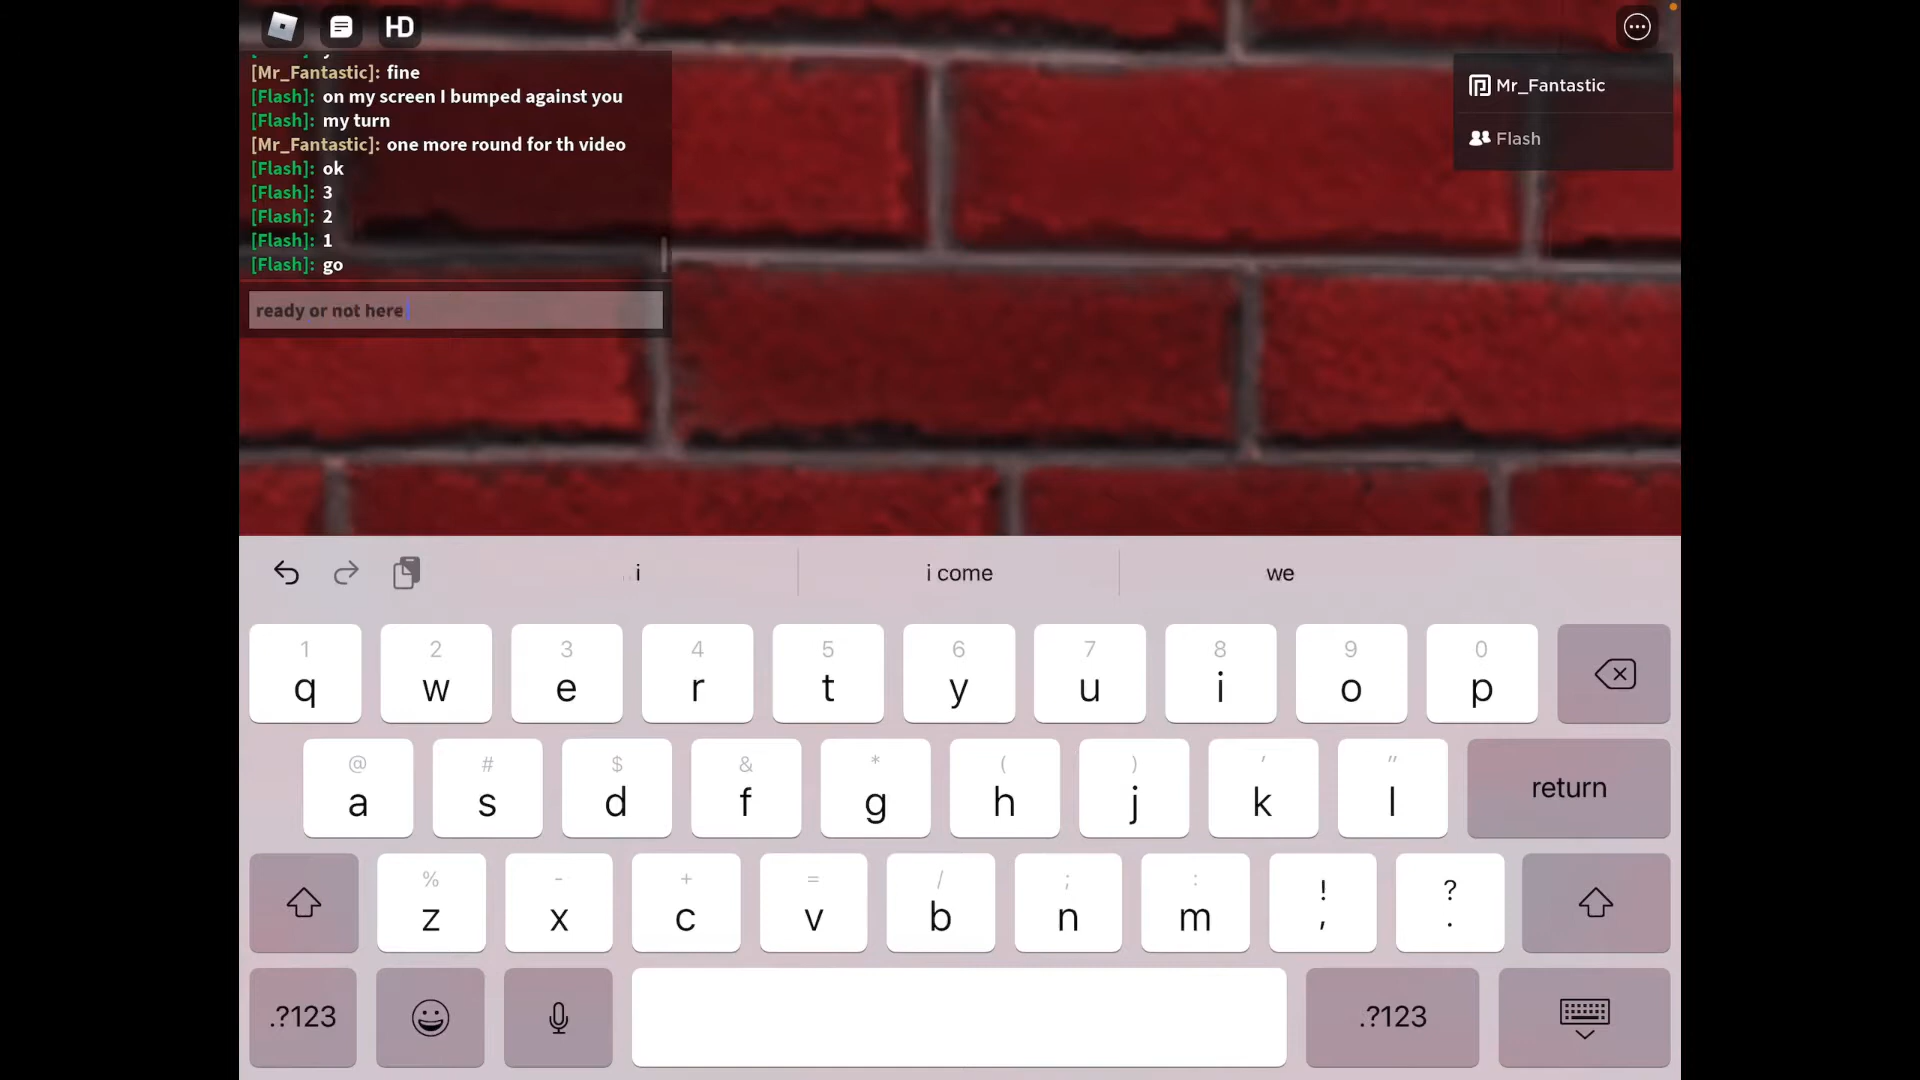 HD
[Mr_Fantastic]: fine
[Flash]: on my screen I bumped against you
[Flash]: my turn
[Mr_Fantastic]: one more round for th video
[Flash]: ok
[Flash]: 3
[Flash]: 2
[Flash]: 1
[Flash]: go
ready or not here
Mr_Fantastic
Flash
i
i come
we
1 2 3 4 5 6 7 8 9 0
q w e r t y u i o p
@ # $ & * ( ) ' "
a s d f g h j k l return
% - + = / ; : ! ?
z x c v b n m , .
.?123 .?123